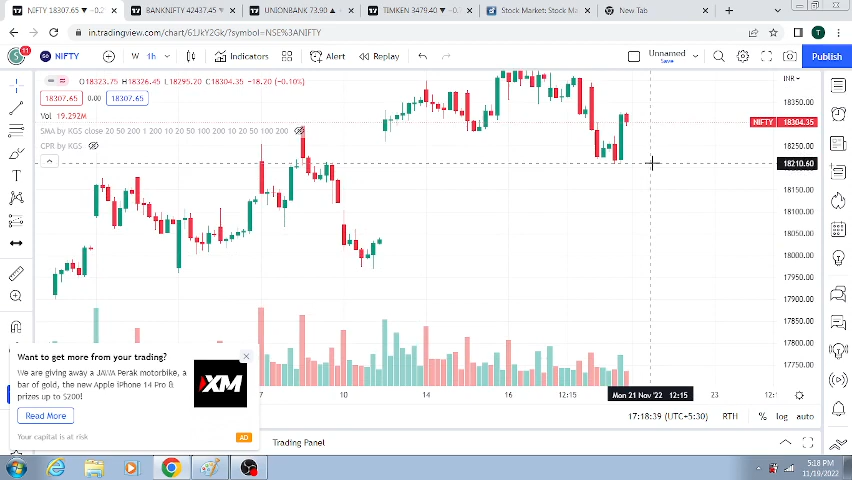 NIFTY 18307.65 ▼ −0.2
BANKNIFTY 42437.45 ▼
UNIONBANK 73.90 ▲
TIMKEN 3479.40 ▼
Stock Market: Stock Ma
New Tab
in.tradingview.com/chart/61JkY2Gk/?symbol=NSE%3ANIFTY
T
11
NIFTY
W
1h
Indicators
Alert
Replay
Unnamed
Save
Publish
O18323.75 H18326.45 L18295.20 C18304.35 −18.20 (−0.10%)
INR
18307.65
0.00
18307.65
Vol 19.292M
SMA by KGS close 20 50 200 1 200 10 20 50 100 200 10 20 50 100 200
CPR by KGS
18350.00
NIFTY 18304.35
18250.00
18210.60
18150.00
18100.00
18050.00
18000.00
17950.00
17900.00
17850.00
17800.00
17750.00
Want to get more from your trading?
We are giving away a JAWA Perak motorbike, a
bar of gold, the new Apple iPhone 14 Pro &
prizes up to $200!
XM
Read More
Your capital is at risk
AD
7
10
14
16
12:15
Mon 21 Nov '22 12:15
23
17:18:39 (UTC+5:30)
RTH
%
log
auto
Trading Panel
5:18 PM
11/19/2022